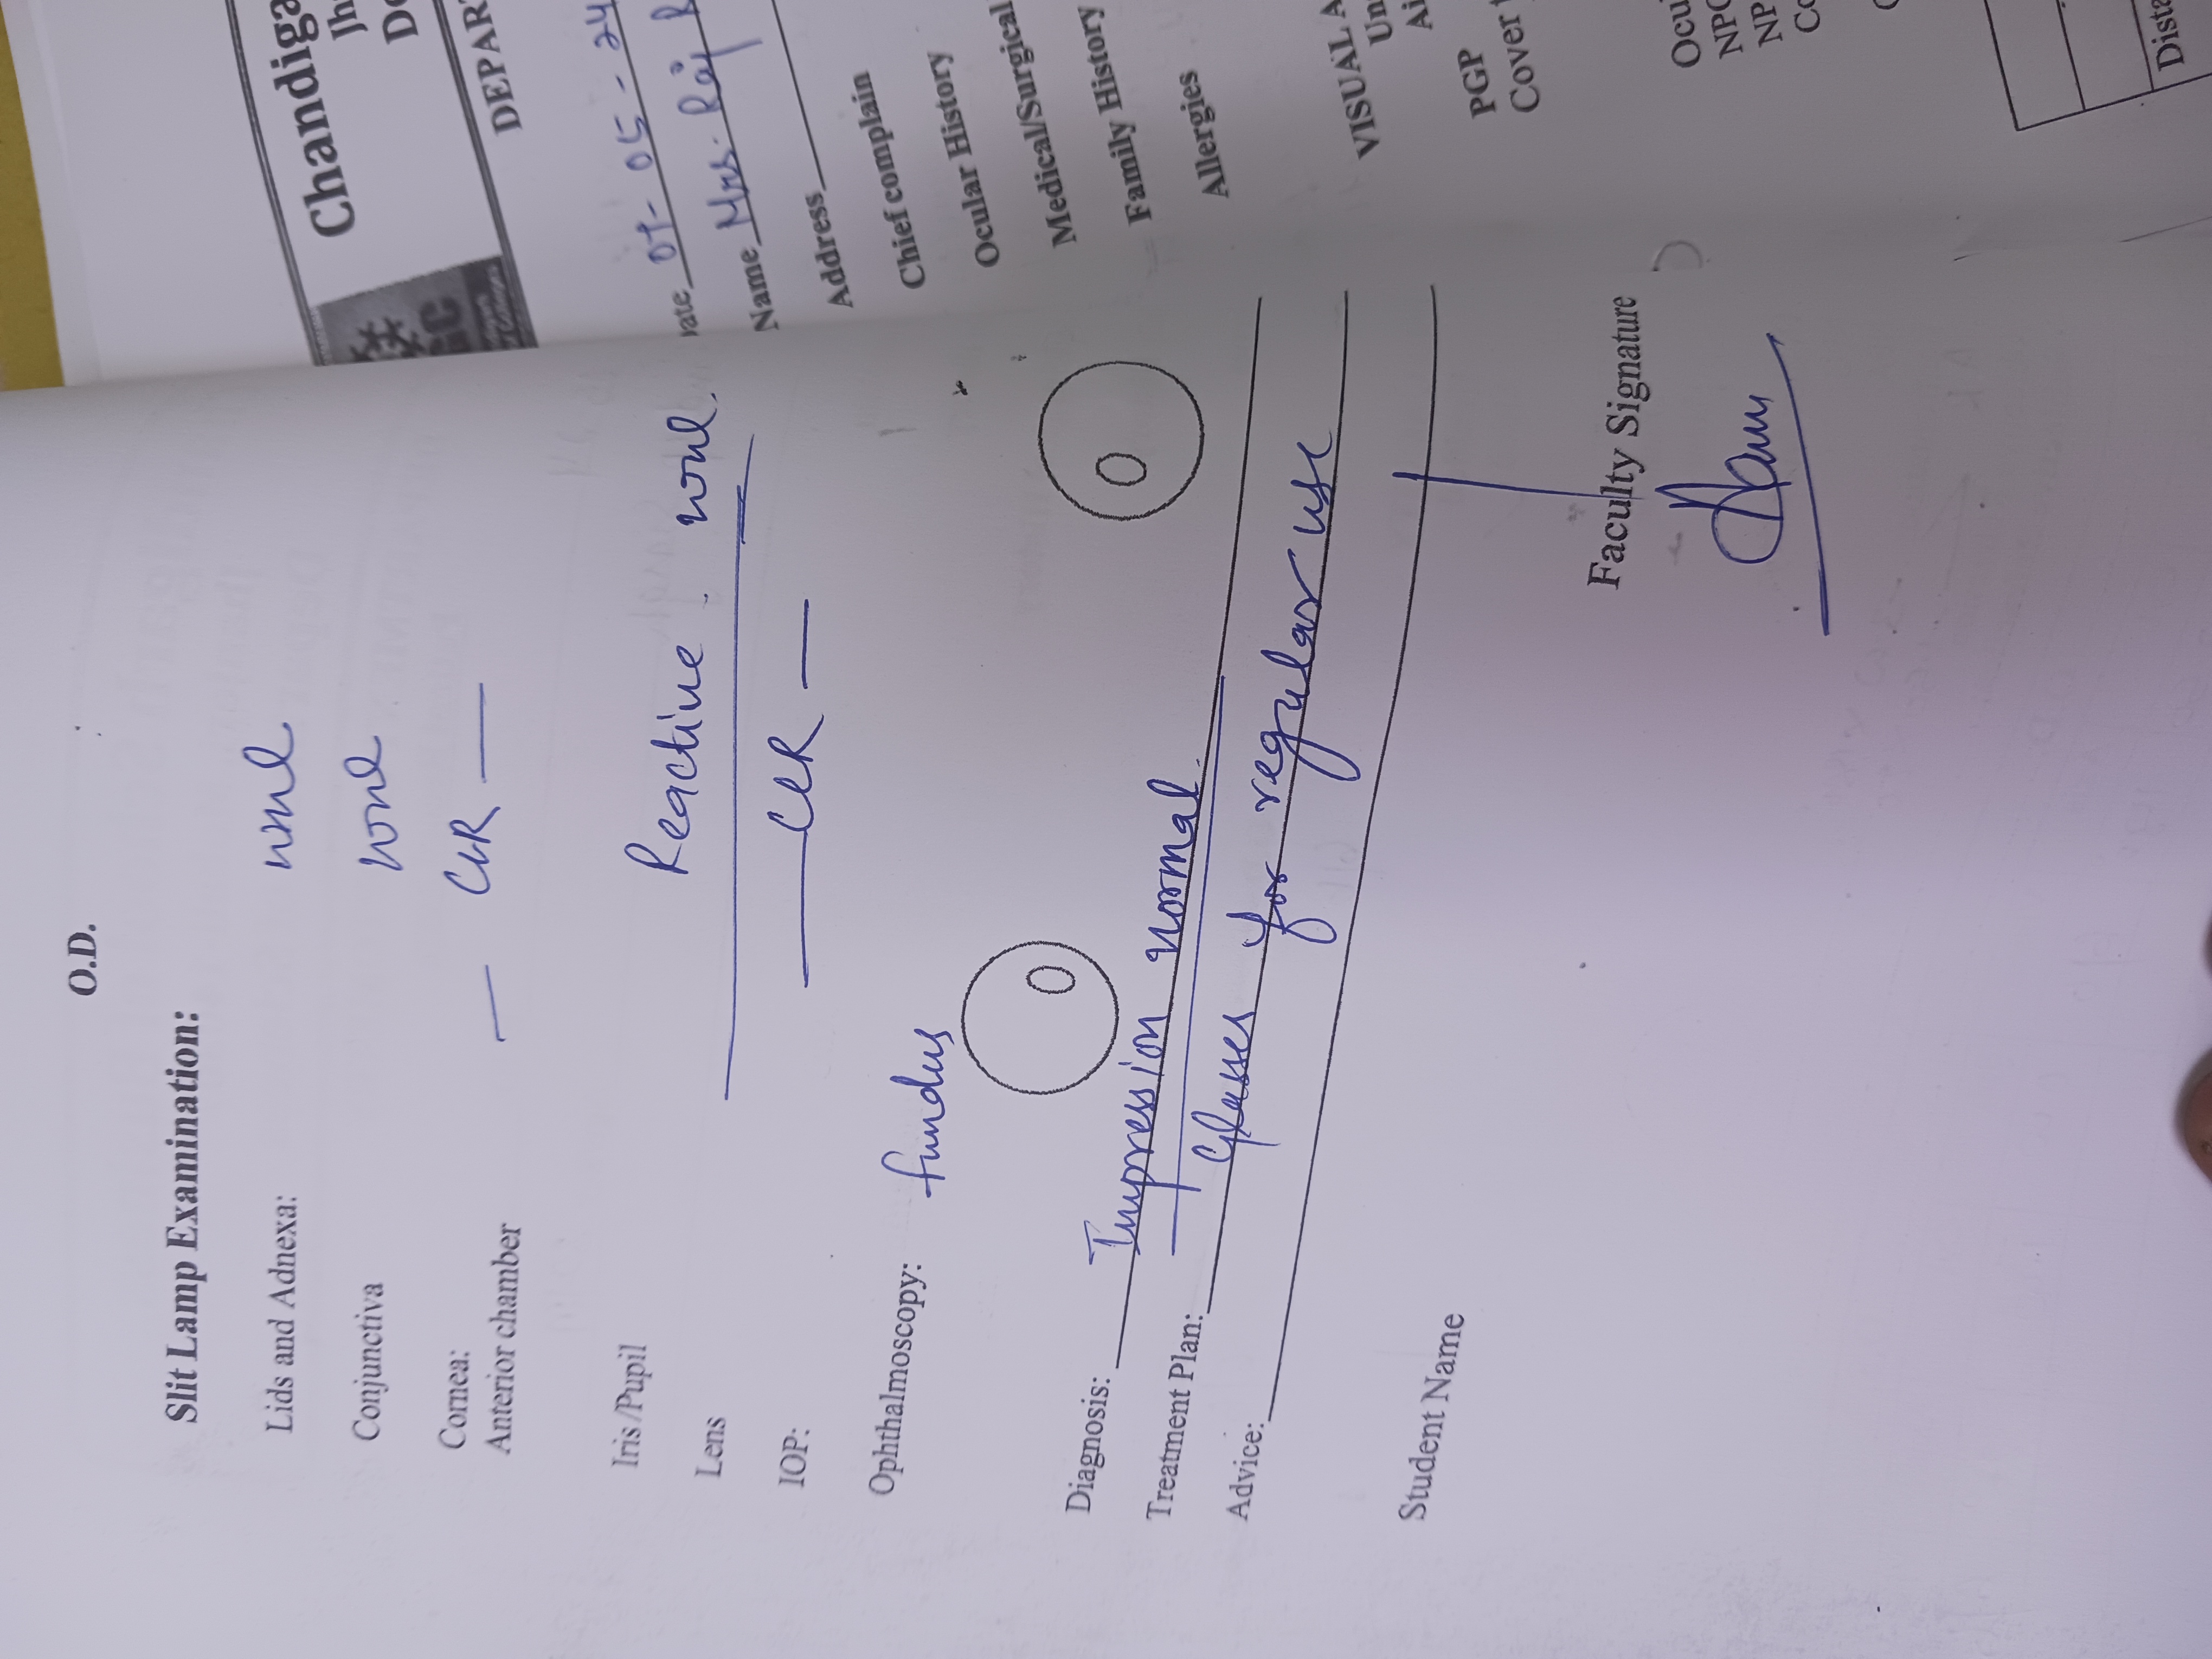 O.D.
Slit Lamp Examination:
Lids and Adnexa: wnl
Conjunctiva wnl
Cornea: — CLR —
Anterior chamber
Iris/Pupil Reactive . wnl.
Lens
IOP: — CLR —
Ophthalmoscopy: fundus
Diagnosis: Impression normal.
Treatment Plan: Glasses for regular use
Advice:
Student Name
Faculty Signature
Chandiga
Jh
De
DEPAR
Date 07-05-24
Name Mrs. Raj R
Address
Chief complain
Ocular History
Medical/Surgical
Family History
Allergies
VISUAL A
Un
Ai
PGP
Cover t
Ocu
NPC
NP
Co
Dista